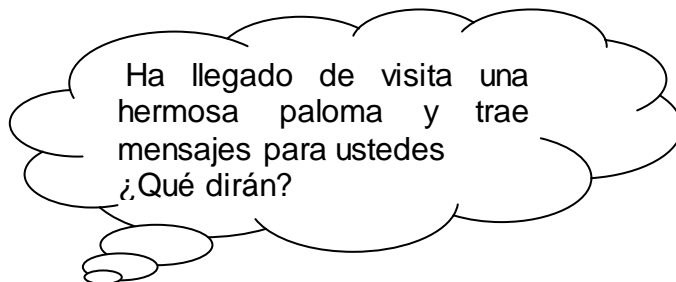 Ha llegado de visita una
hermosa paloma y trae
mensajes para ustedes
¿Qué dirán?